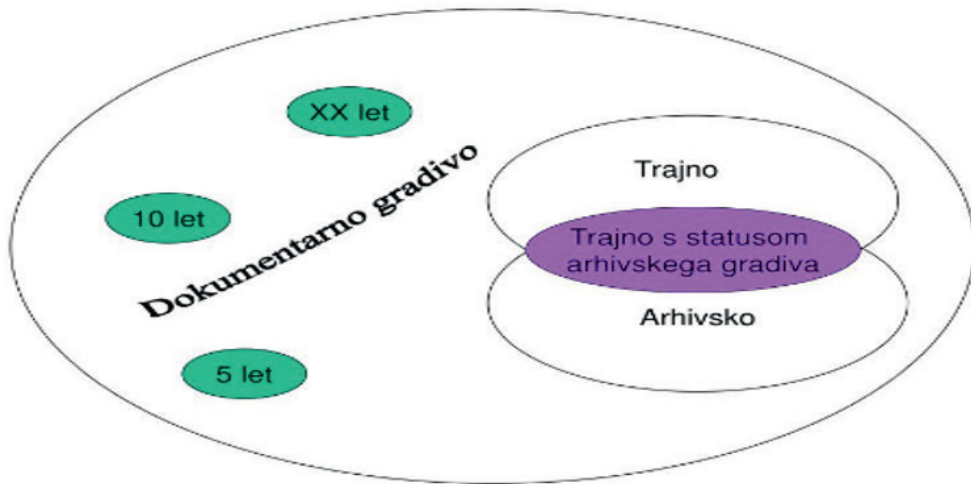 XX let
10 let
Dokumentarno gradivo
5 let
Trajno
Trajno s statusom
arhivskega gradiva
Arhivsko